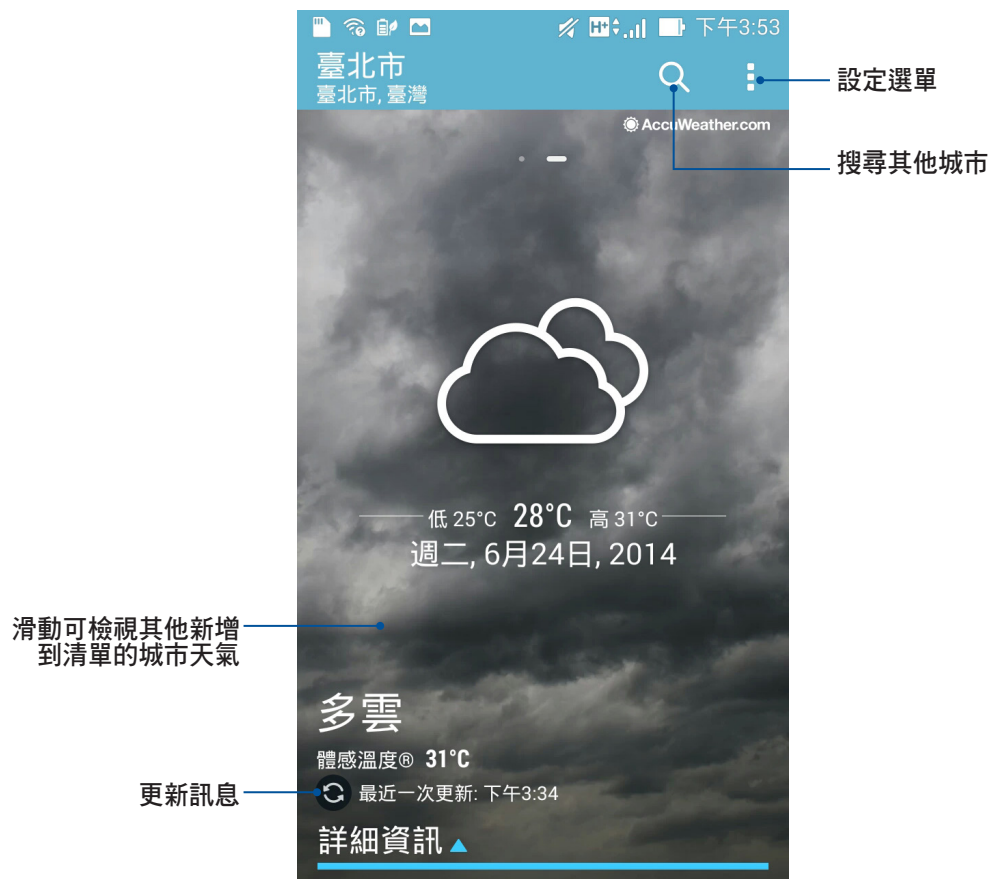 下午3:53
臺北市
臺北市, 臺灣
設定選單
AccuWeather.com
搜尋其他城市
低 25°C 28°C 高 31°C
週二, 6月24日, 2014
滑動可檢視其他新增
到清單的城市天氣
多雲
體感溫度® 31°C
更新訊息
最近一次更新: 下午3:34
詳細資訊